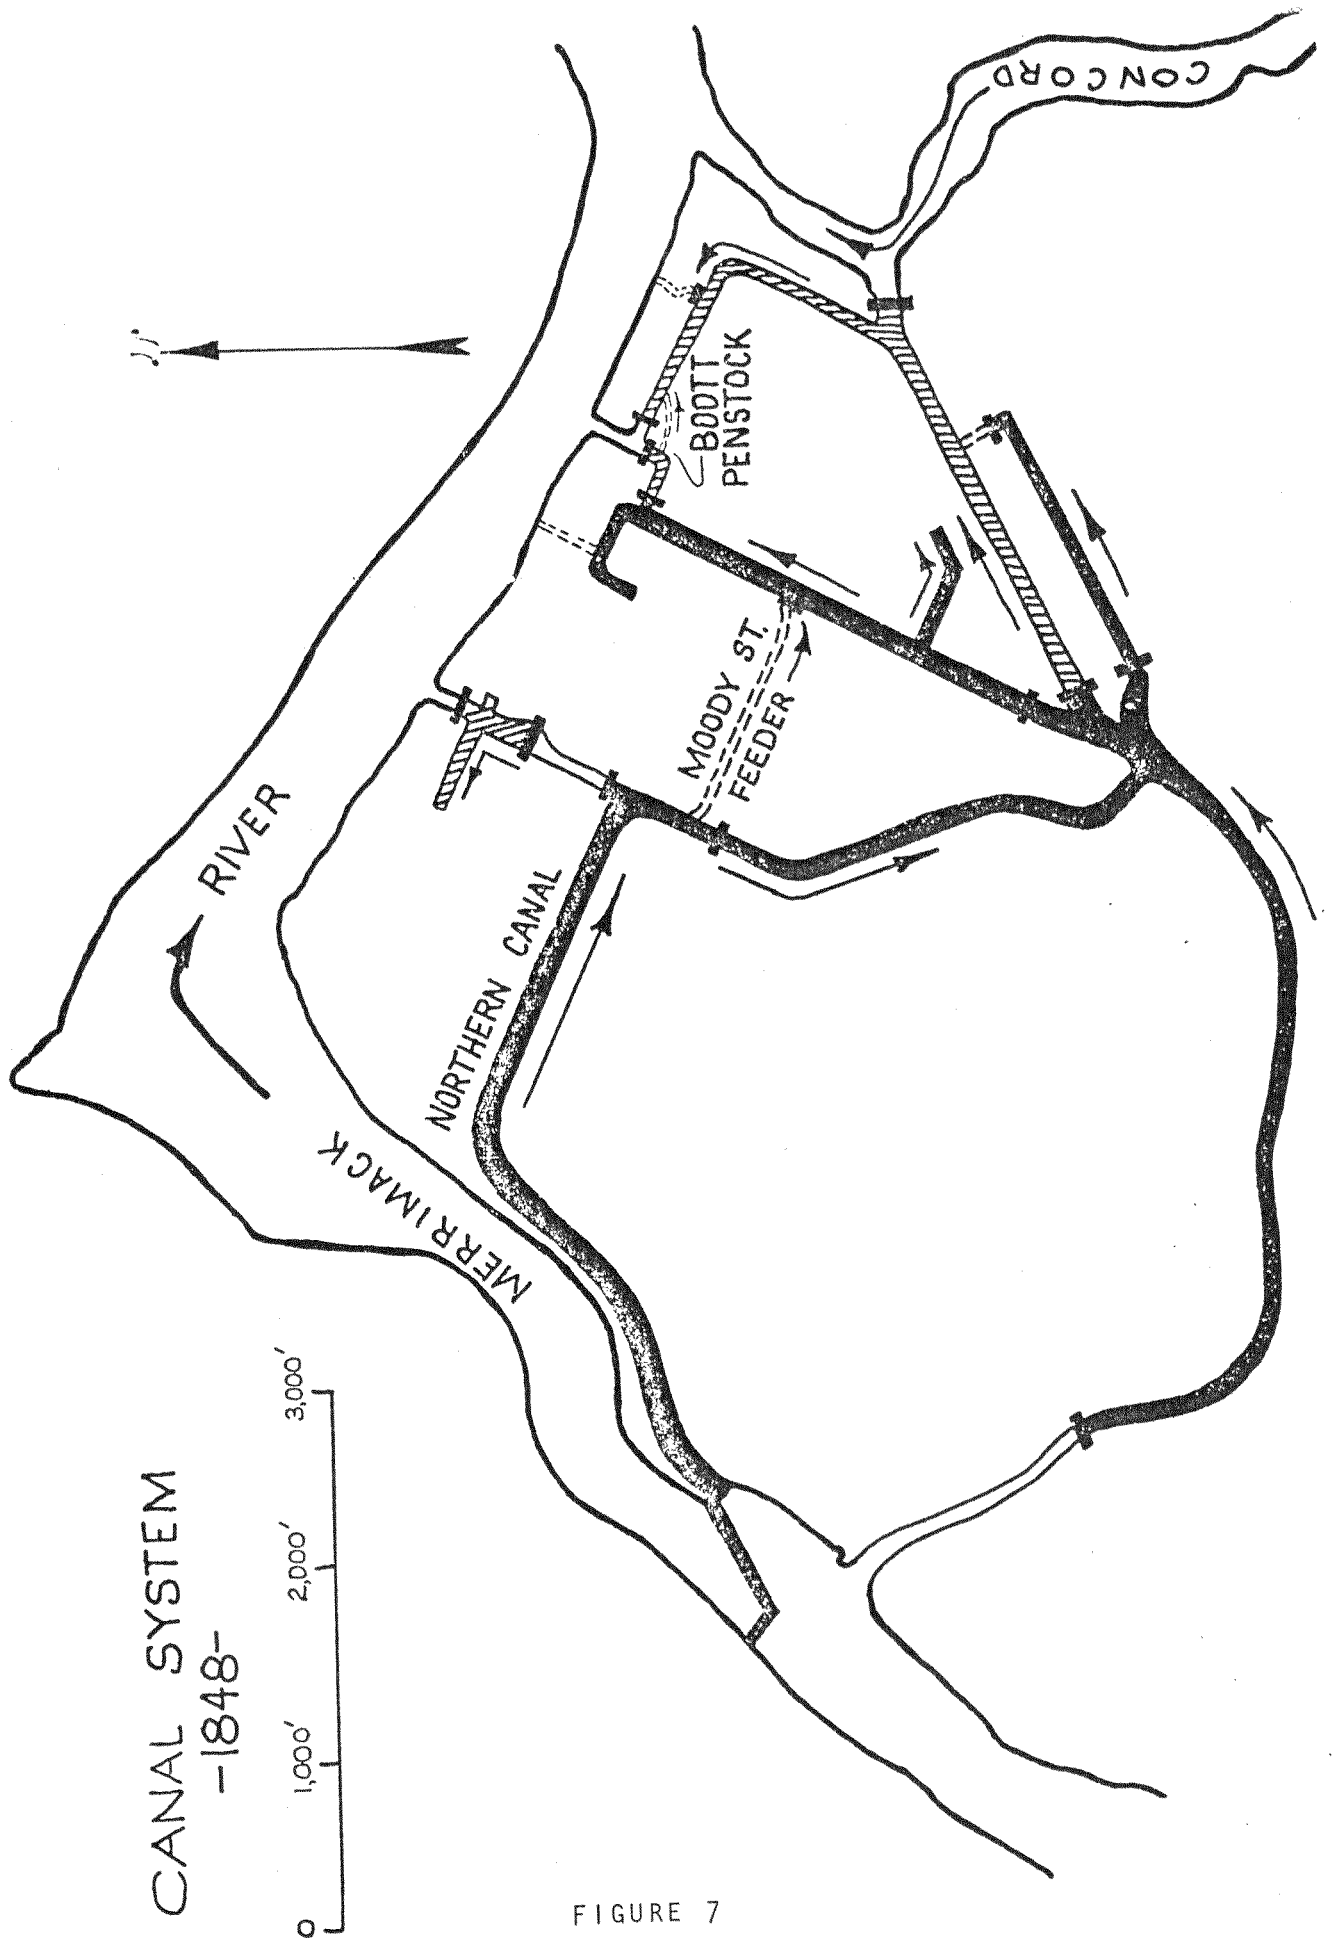 CANAL SYSTEM
-1848-
0 1,000' 2,000' 3,000'
MERRIMACK
RIVER
NORTHERN CANAL
MOODY ST.
FEEDER
BOOTT
PENSTOCK
CONCORD
N
FIGURE 7